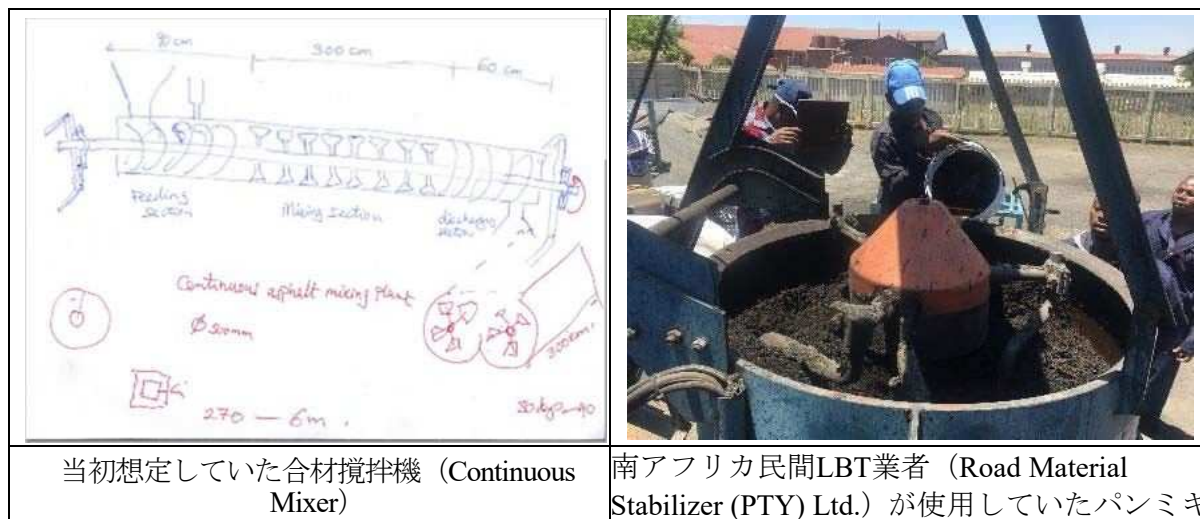 90 cm
300 cm
60 cm
Feeding
section
Mixing section
discharging
section
Continuous asphalt mixing Plant
Ø 500mm
300cm.
270 — 6m.
当初想定していた合材撹拌機（Continuous
Mixer）
南アフリカ民間LBT業者（Road Material
Stabilizer (PTY) Ltd.）が使用していたパンミキ